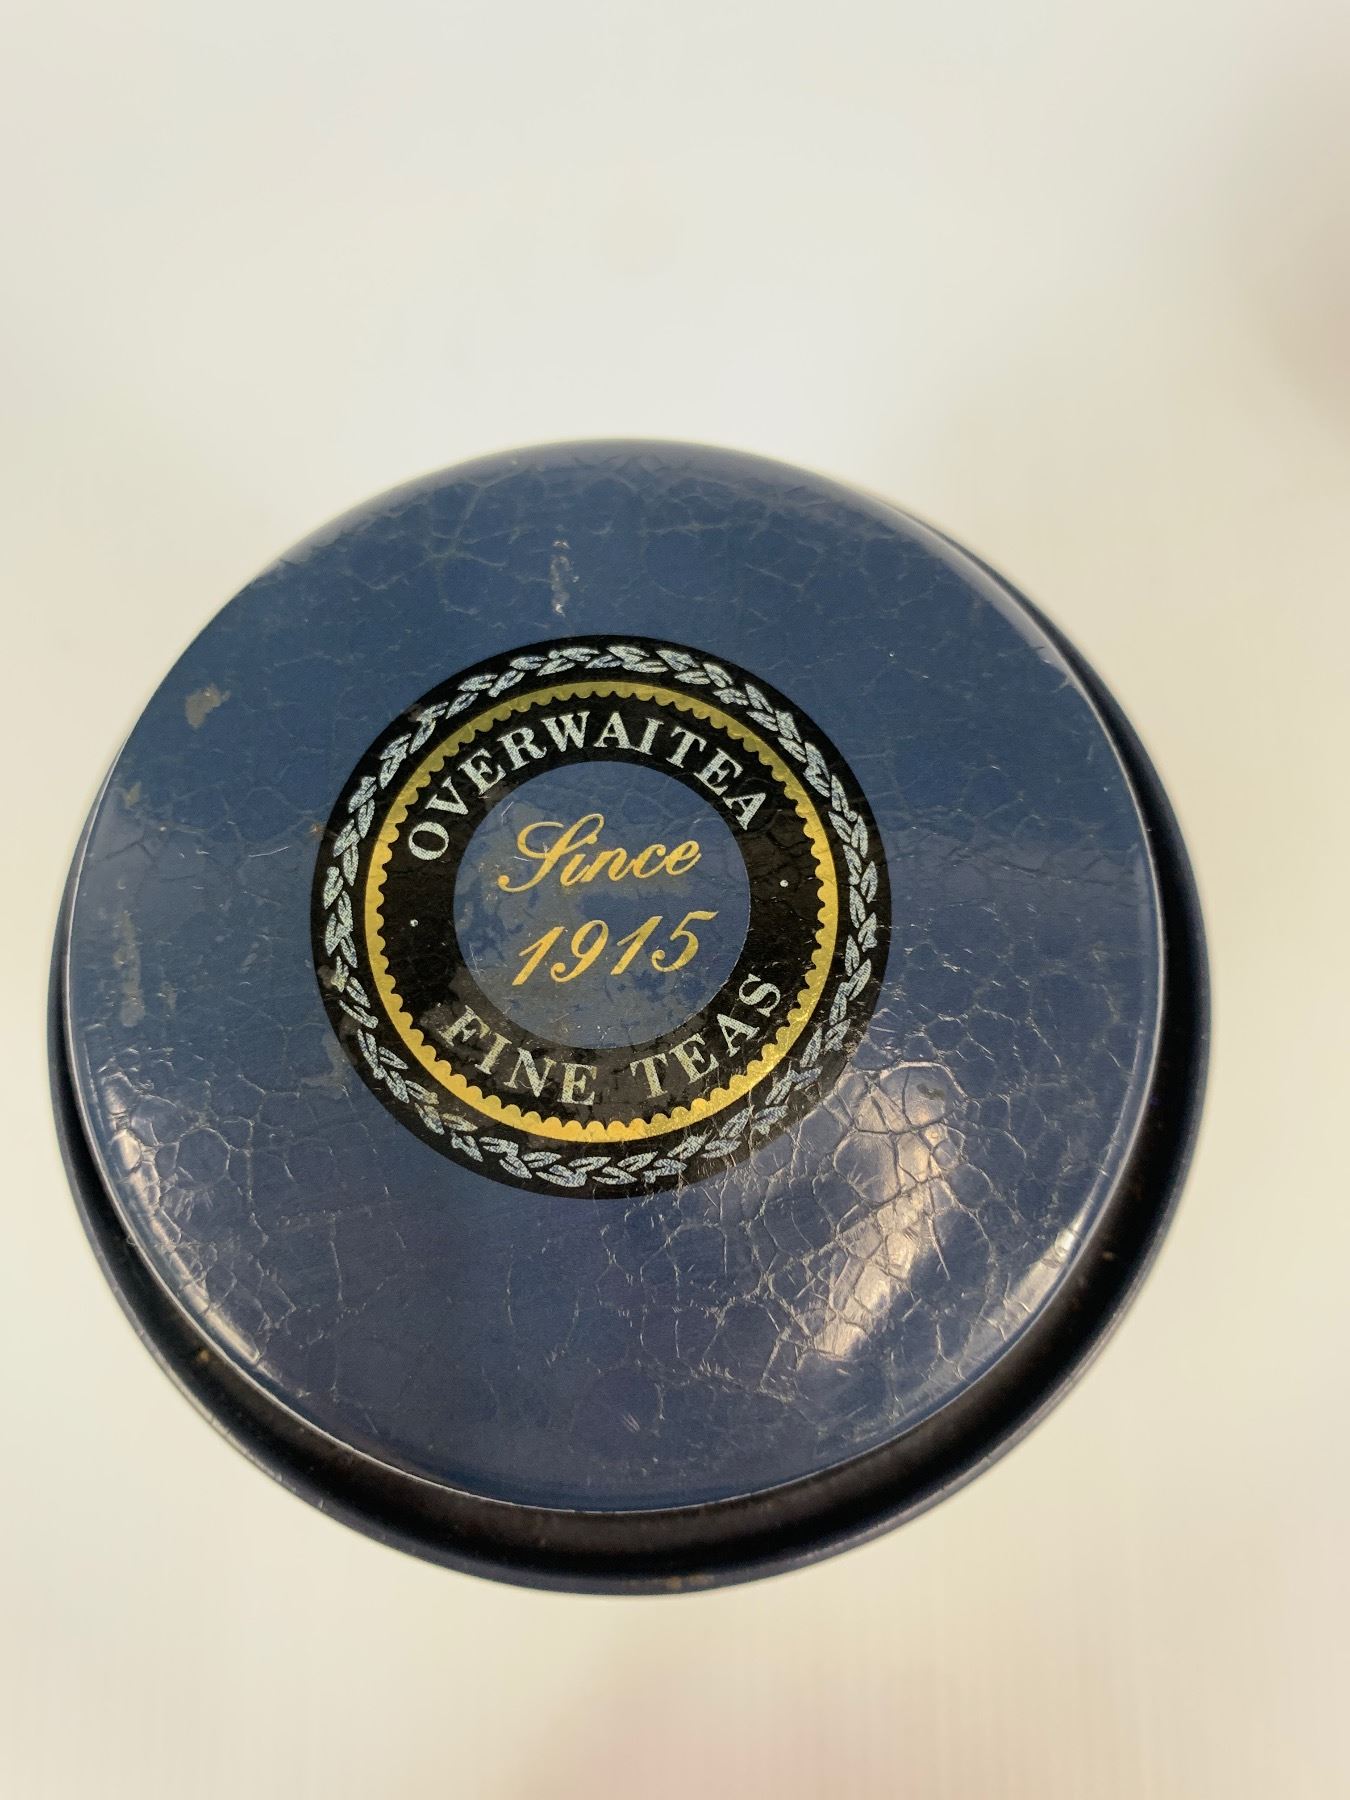 OVERWAITEA
Since
1915
FINE TEAS